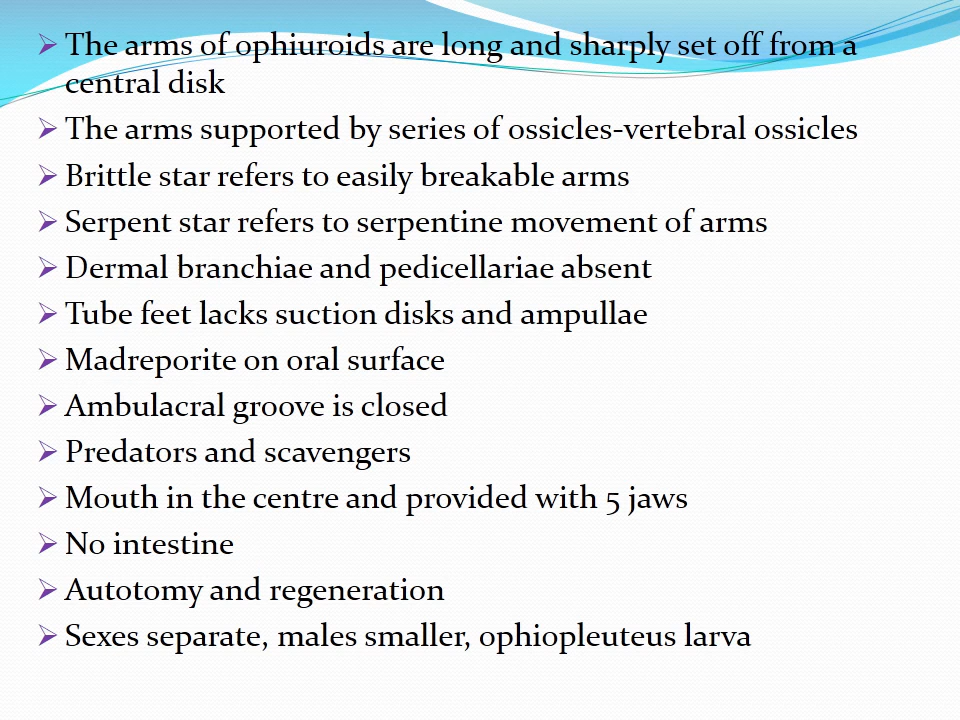 The arms of ophiuroids are long and sharply set off from a
central disk
The arms supported by series of ossicles-vertebral ossicles
Brittle star refers to easily breakable arms
Serpent star refers to serpentine movement of arms
Dermal branchiae and pedicellariae absent
Tube feet lacks suction disks and ampullae
Madreporite on oral surface
Ambulacral groove is closed
Predators and scavengers
Mouth in the centre and provided with 5 jaws
No intestine
Autotomy and regeneration
Sexes separate, males smaller, ophiopleuteus larva